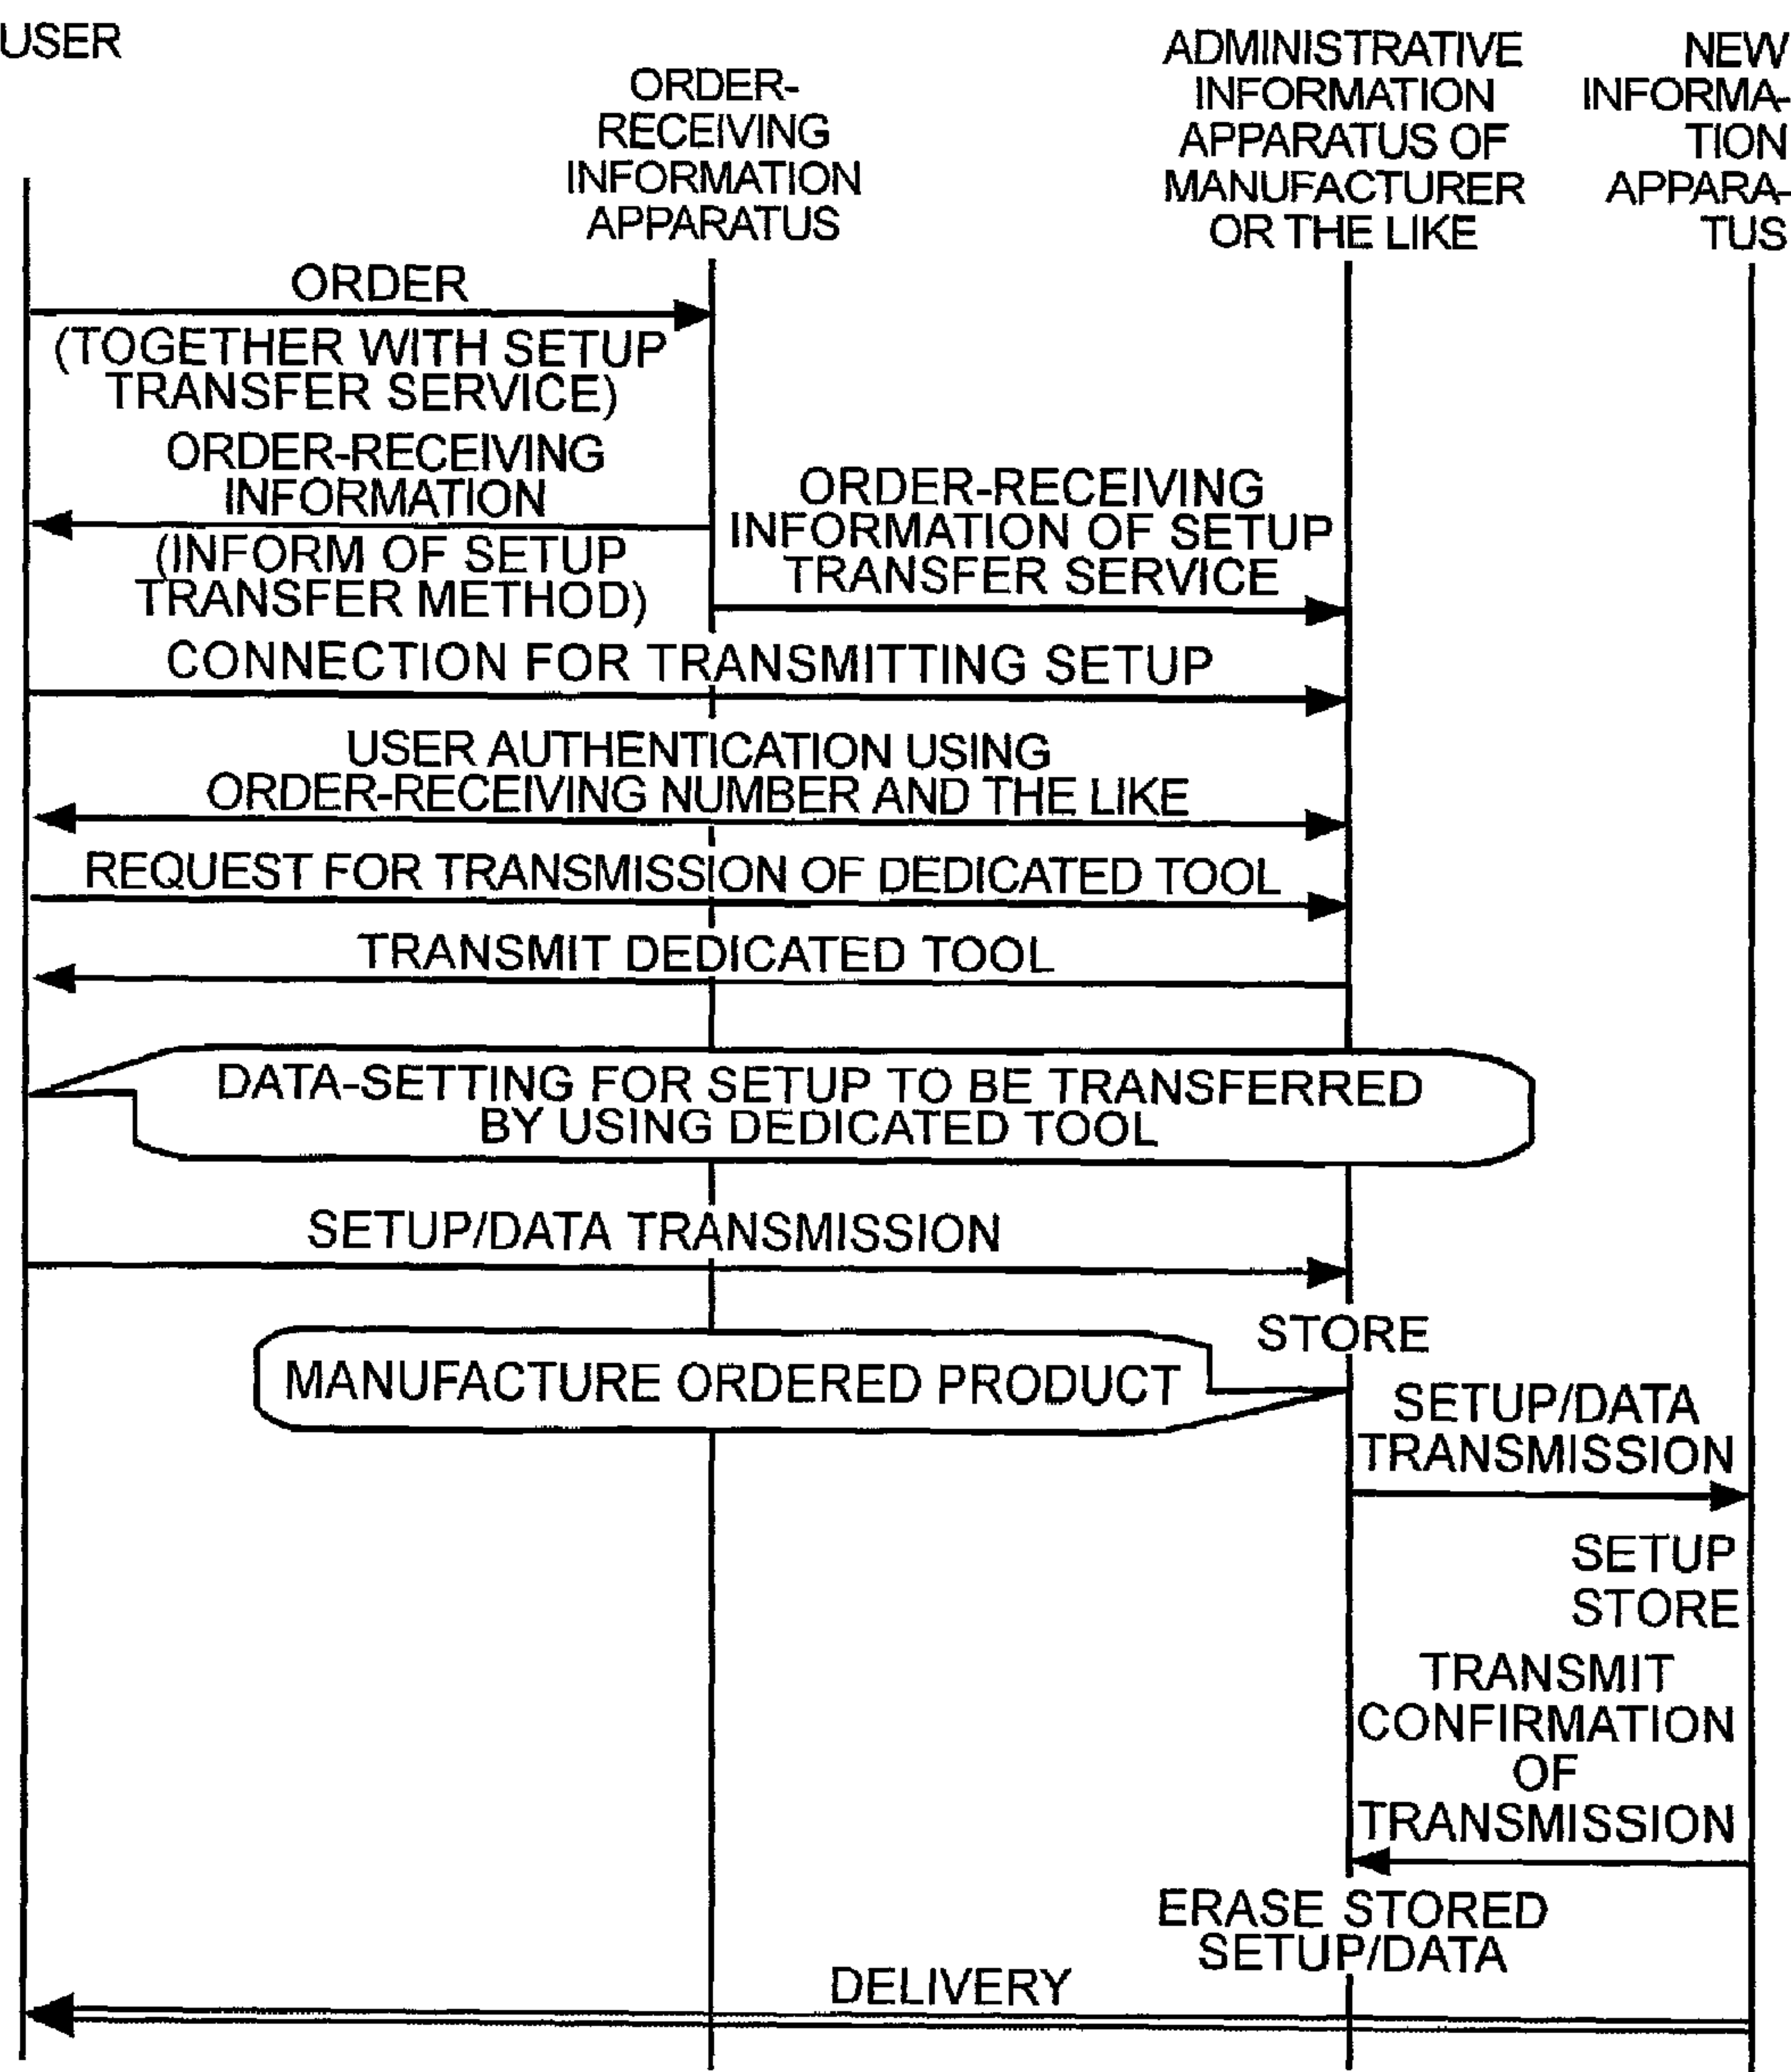 USER
ORDER-
RECEIVING
INFORMATION
APPARATUS
ADMINISTRATIVE
INFORMATION
APPARATUS OF
MANUFACTURER
OR THE LIKE
NEW
INFORMA-
TION
APPARA-
TUS
ORDER
(TOGETHER WITH SETUP
TRANSFER SERVICE)
ORDER-RECEIVING
INFORMATION
(INFORM OF SETUP
TRANSFER METHOD)
ORDER-RECEIVING
INFORMATION OF SETUP
TRANSFER SERVICE
CONNECTION FOR TRANSMITTING SETUP
USER AUTHENTICATION USING
ORDER-RECEIVING NUMBER AND THE LIKE
REQUEST FOR TRANSMISSION OF DEDICATED TOOL
TRANSMIT DEDICATED TOOL
DATA-SETTING FOR SETUP TO BE TRANSFERRED
BY USING DEDICATED TOOL
SETUP/DATA TRANSMISSION
STORE
MANUFACTURE ORDERED PRODUCT
SETUP/DATA
TRANSMISSION
SETUP
STORE
TRANSMIT
CONFIRMATION
OF
TRANSMISSION
ERASE STORED
SETUP/DATA
DELIVERY